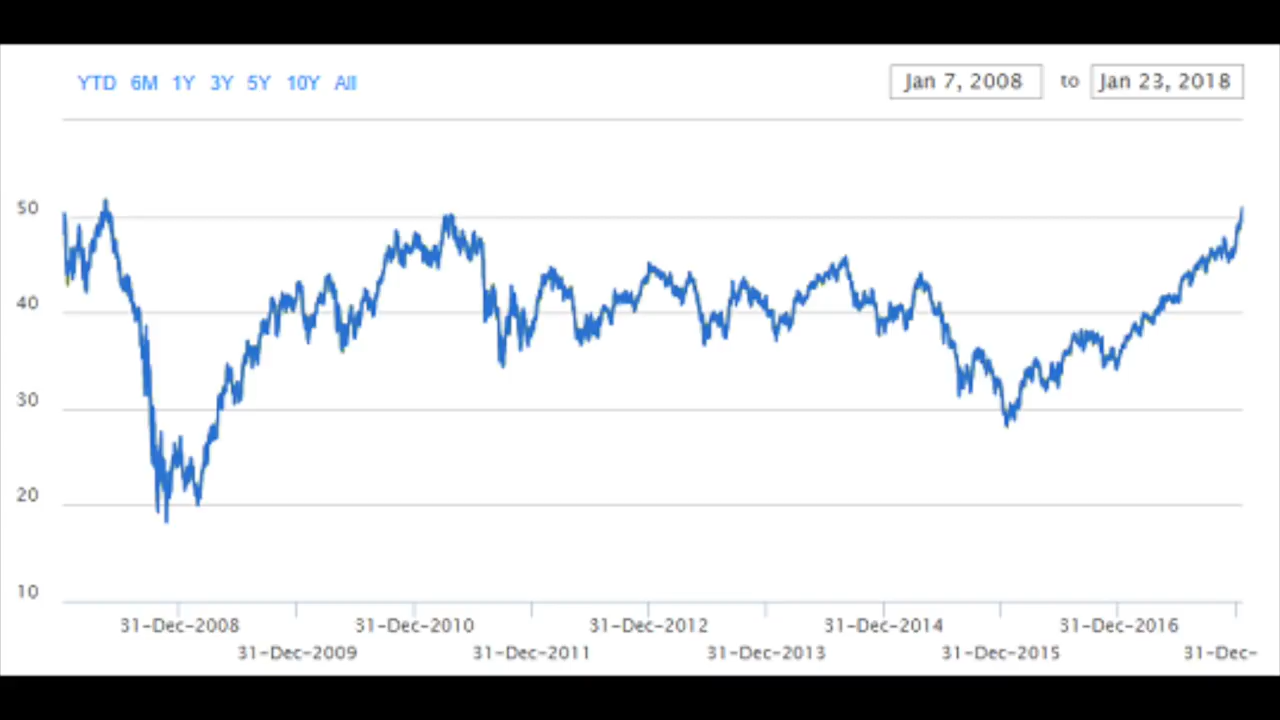 YTD 6M 1Y 3Y 5Y 10Y All Jan 7, 2008 to Jan 23, 2018
50
40
30
20
10
31-Dec-2008 31-Dec-2010 31-Dec-2012 31-Dec-2014 31-Dec-2016
31-Dec-2009 31-Dec-2011 31-Dec-2013 31-Dec-2015 31-Dec-